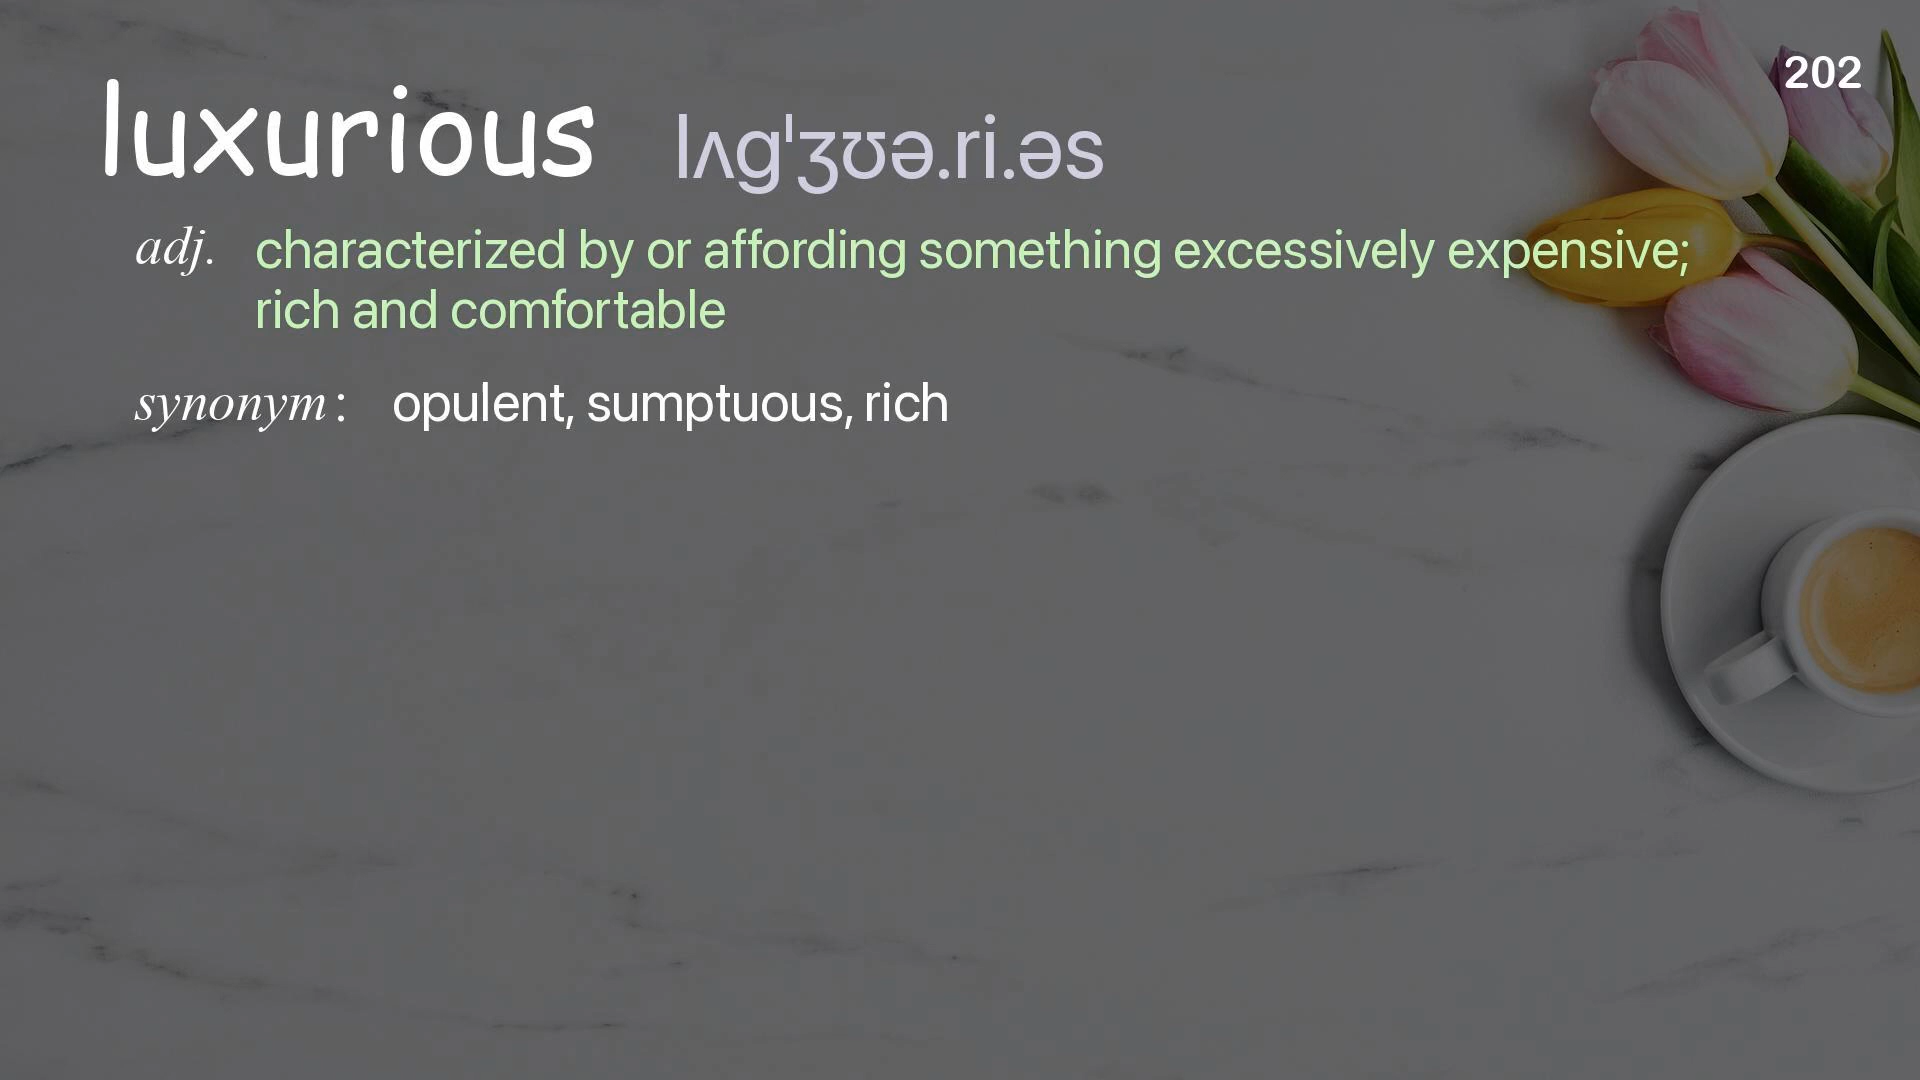 202
luxurious lʌgˈʒʊə.ri.əs
adj. characterized by or affording something excessively expensive;
rich and comfortable
synonym : opulent, sumptuous, rich